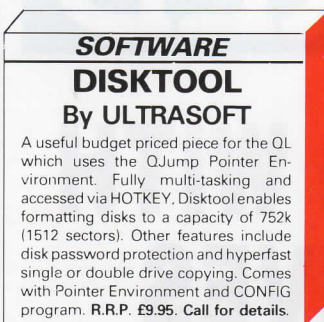 SOFTWARE
DISKTOOL
By ULTRASOFT
A useful budget priced piece for the QL
which uses the QJump Pointer En-
vironment. Fully multi-tasking and
accessed via HOTKEY, Disktool enables
formatting disks to a capacity of 752k
(1512 sectors). Other features include
disk password protection and hyperfast
single or double drive copying. Comes
with Pointer Environment and CONFIG
program. R.R.P. £9.95. Call for details.